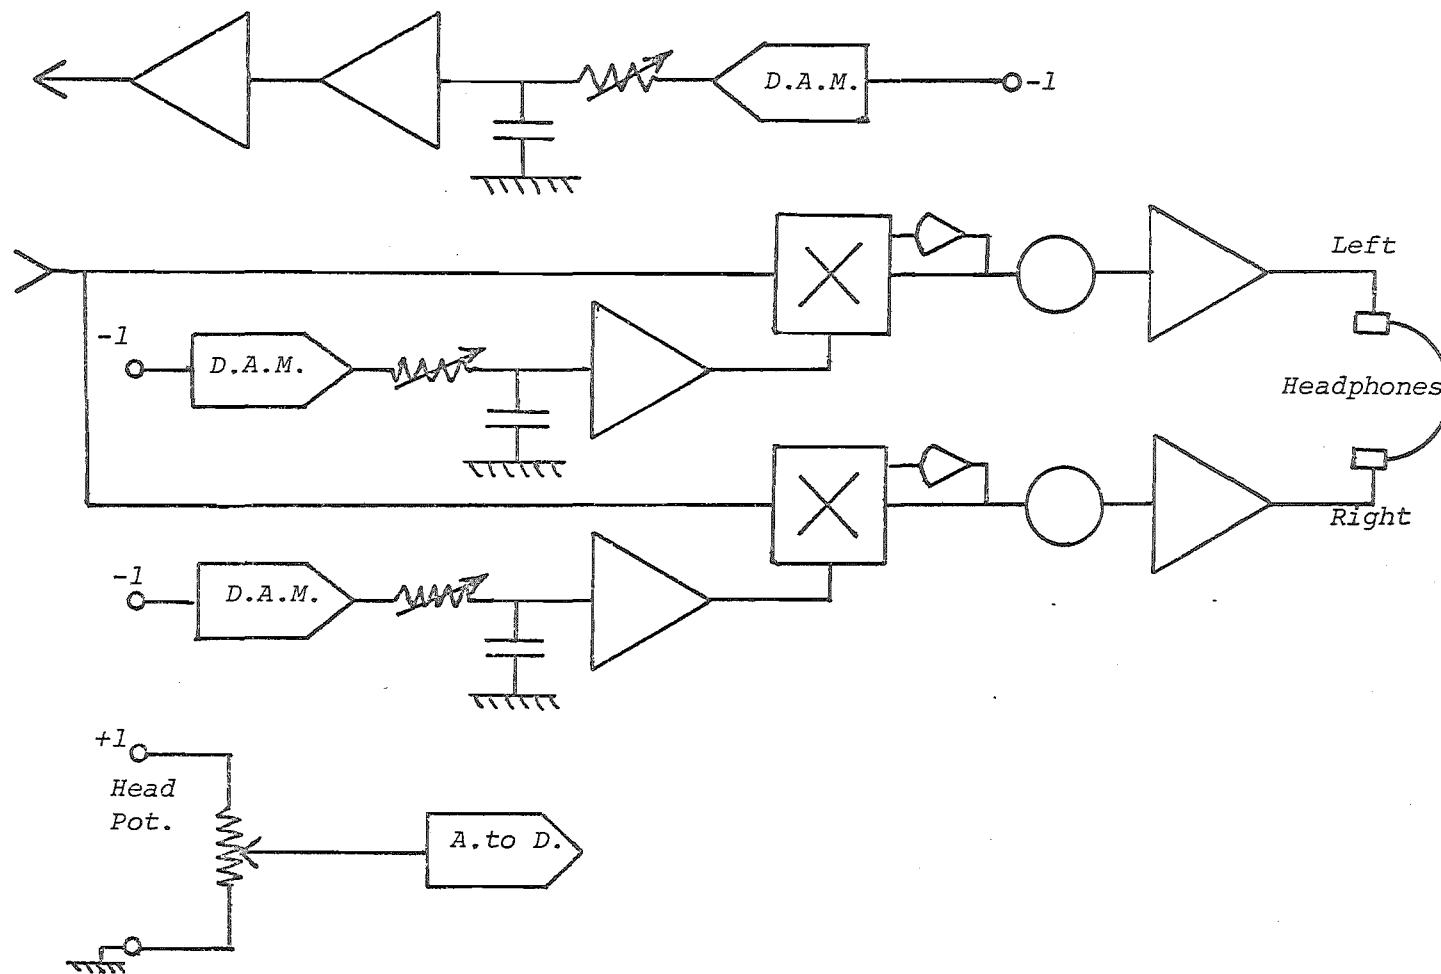 D.A.M.
-1
Left
-1
D.A.M.
Headphones
Right
-1
D.A.M.
+1
Head
Pot.
A.to D.